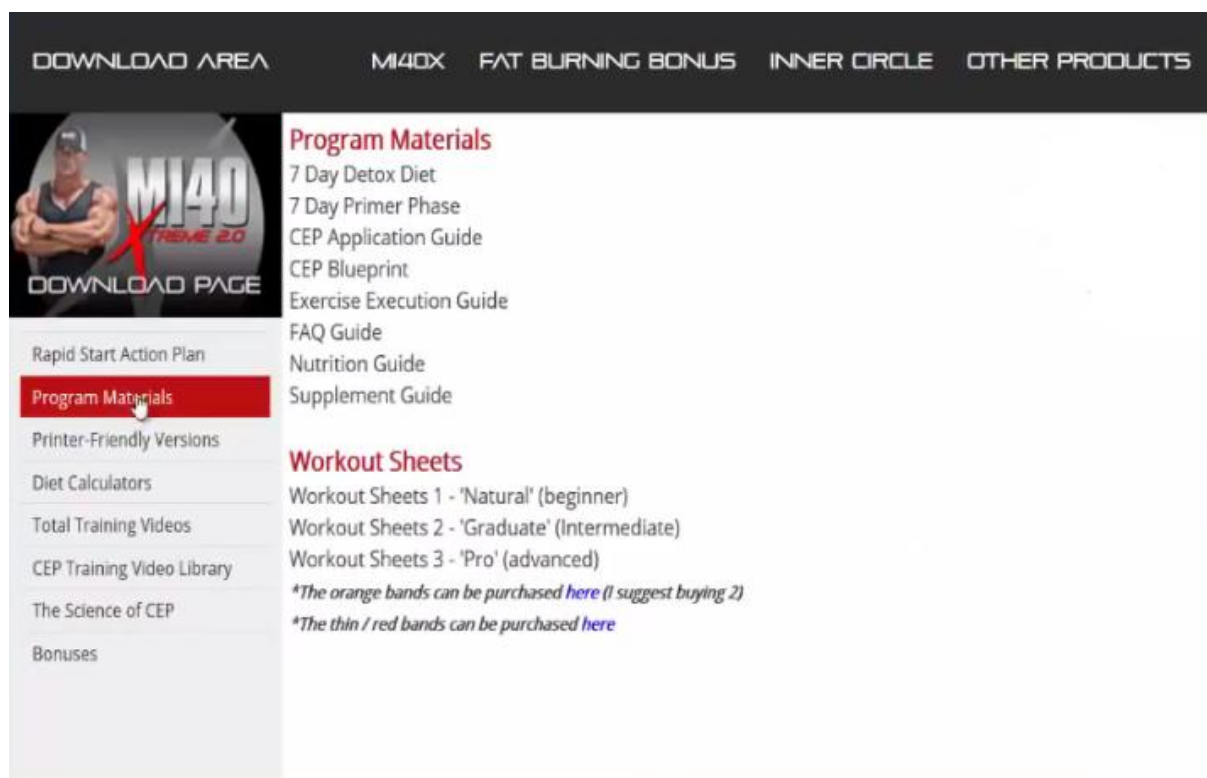 DOWNLOAD AREA MI40X FAT BURNING BONUS INNER CIRCLE OTHER PRODUCTS
MI40
XTREME 2.0
DOWNLOAD PAGE
Rapid Start Action Plan
Program Materials
Printer-Friendly Versions
Diet Calculators
Total Training Videos
CEP Training Video Library
The Science of CEP
Bonuses
Program Materials
7 Day Detox Diet
7 Day Primer Phase
CEP Application Guide
CEP Blueprint
Exercise Execution Guide
FAQ Guide
Nutrition Guide
Supplement Guide
Workout Sheets
Workout Sheets 1 - 'Natural' (beginner)
Workout Sheets 2 - 'Graduate' (Intermediate)
Workout Sheets 3 - 'Pro' (advanced)
*The orange bands can be purchased here (I suggest buying 2)
*The thin / red bands can be purchased here